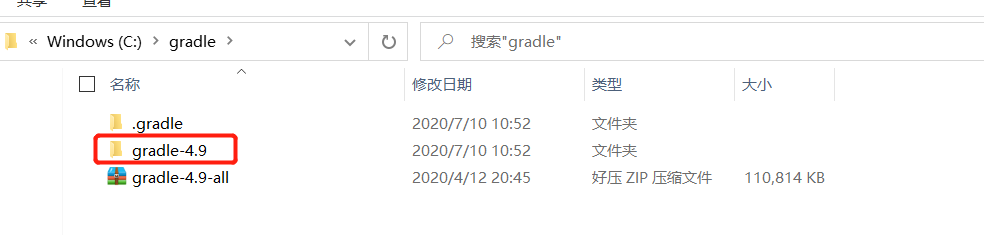 共享 查看
« Windows (C:) > gradle >
搜索"gradle"
名称 修改日期 类型 大小
.gradle 2020/7/10 10:52 文件夹
gradle-4.9 2020/7/10 10:52 文件夹
gradle-4.9-all 2020/4/12 20:45 好压 ZIP 压缩文件 110,814 KB